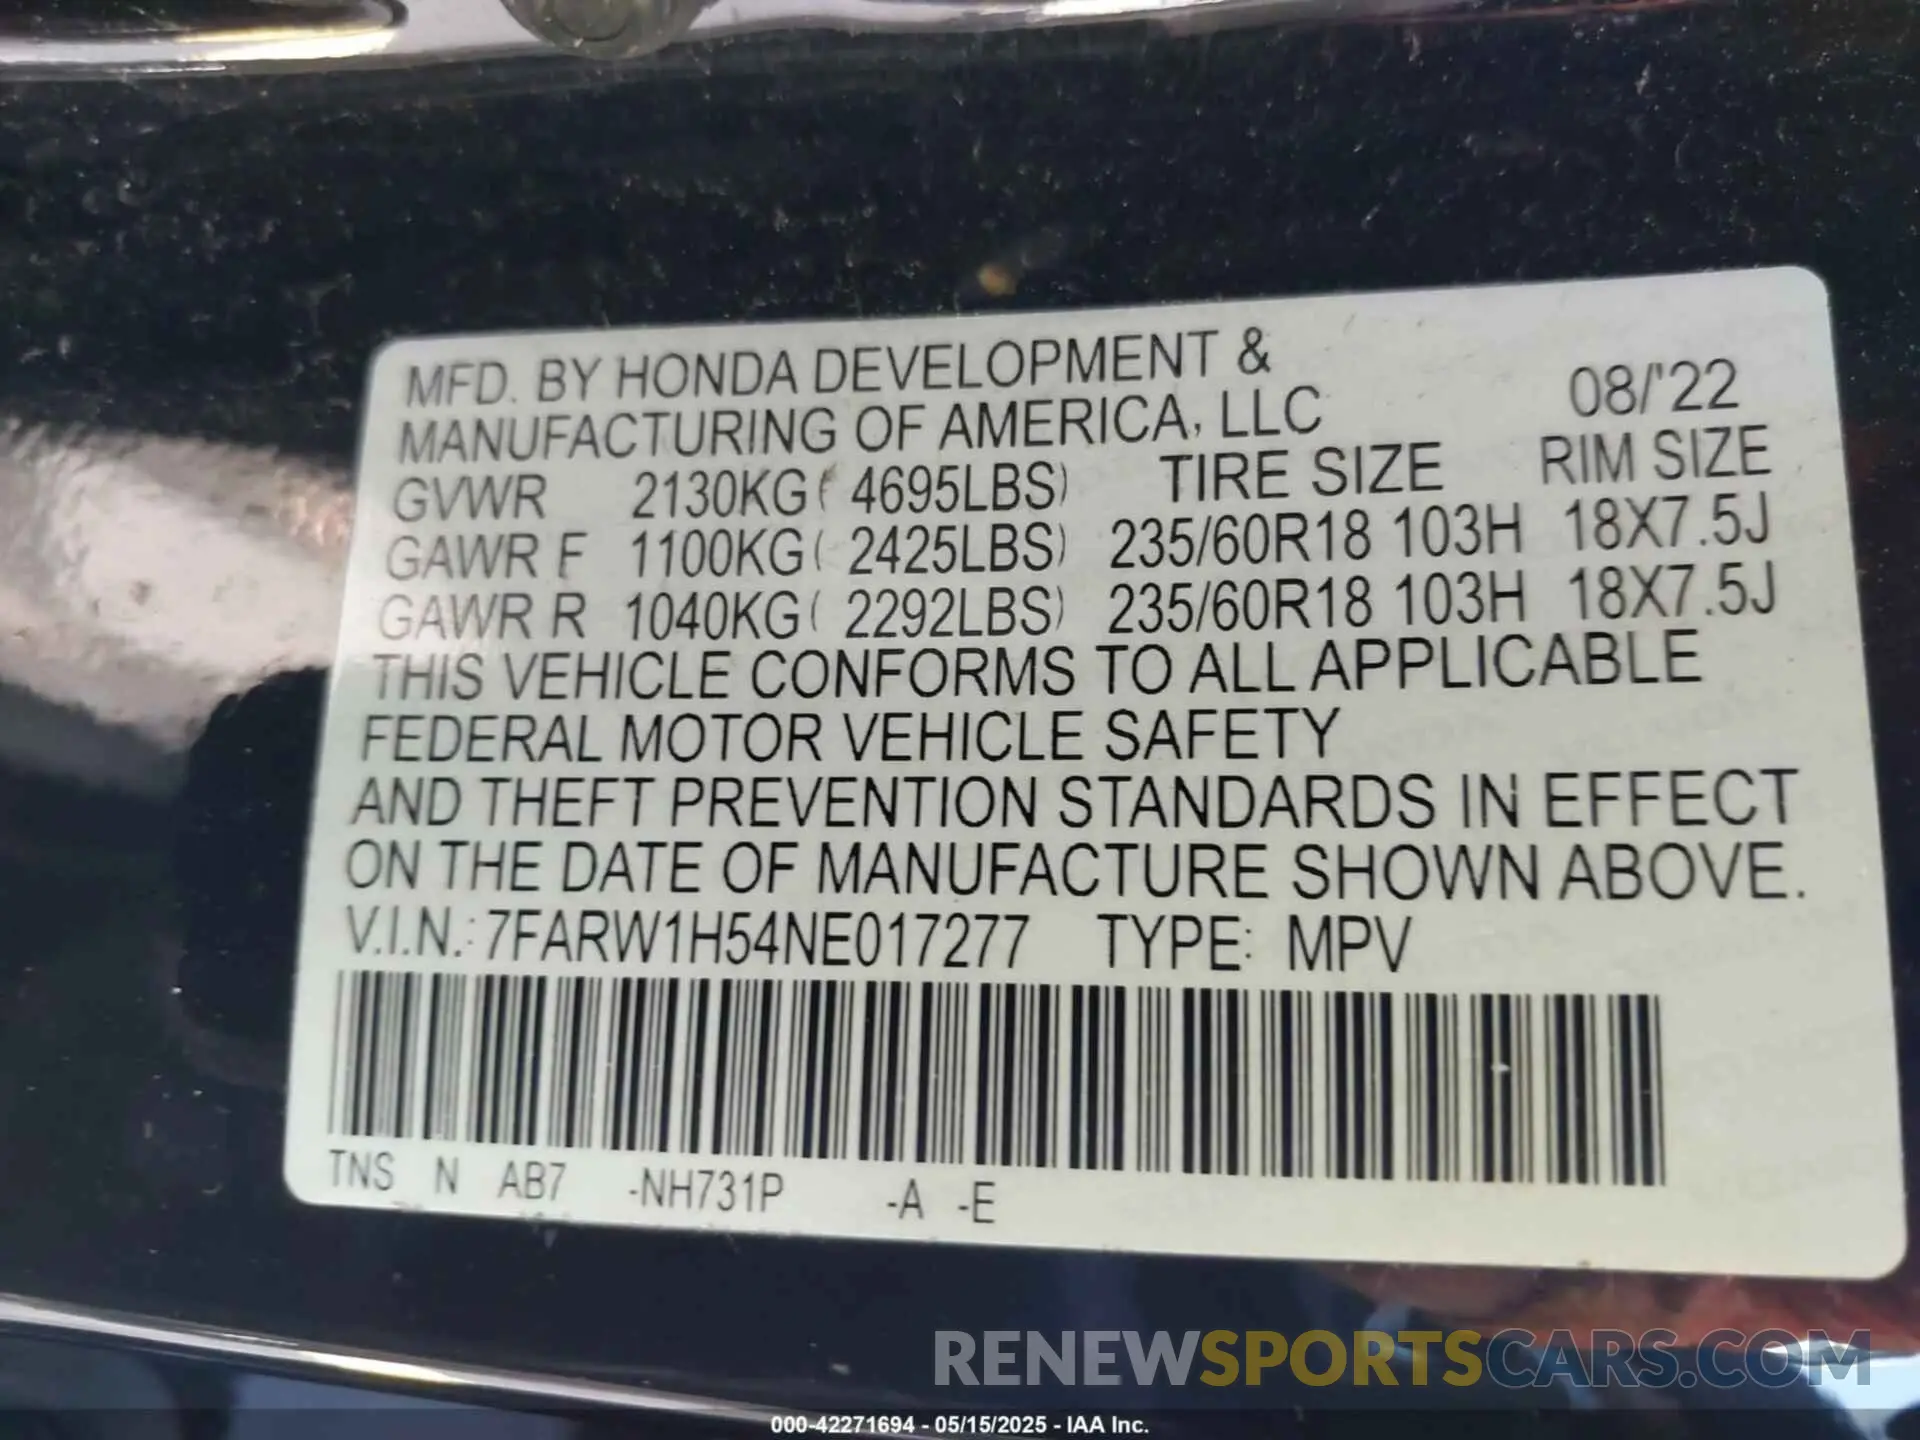 MFD. BY HONDA DEVELOPMENT &
MANUFACTURING OF AMERICA, LLC 08/'22
GVWR 2130KG( 4695LBS) TIRE SIZE RIM SIZE
GAWR F 1100KG( 2425LBS) 235/60R18 103H 18X7.5J
GAWR R 1040KG( 2292LBS) 235/60R18 103H 18X7.5J
THIS VEHICLE CONFORMS TO ALL APPLICABLE
FEDERAL MOTOR VEHICLE SAFETY
AND THEFT PREVENTION STANDARDS IN EFFECT
ON THE DATE OF MANUFACTURE SHOWN ABOVE.
V.I.N.: 7FARW1H54NE017277 TYPE: MPV
TNS N AB7 -NH731P -A -E
RENEWSPORTSCARS.COM
000-42271694 - 05/15/2025 - IAA Inc.